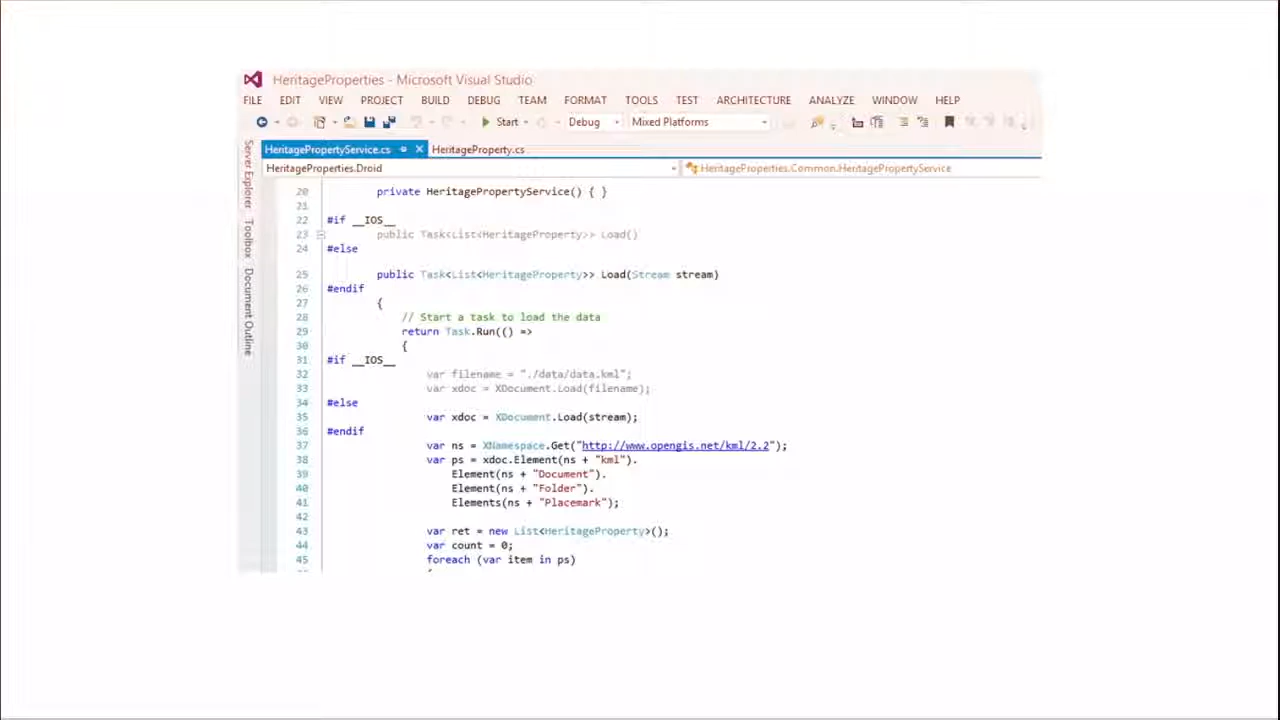 HeritageProperties - Microsoft Visual Studio
FILE EDIT VIEW PROJECT BUILD DEBUG TEAM FORMAT TOOLS TEST ARCHITECTURE ANALYZE WINDOW HELP
Start Debug Mixed Platforms
HeritagePropertyService.cs HeritageProperty.cs
HeritageProperties.Droid HeritageProperties.Common.HeritagePropertyService
Server Explorer
Toolbox
Document Outline
20 private HeritagePropertyService() { }
21
22 #if __IOS__
23 public Task<List<HeritageProperty>> Load()
24 #else
25 public Task<List<HeritageProperty>> Load(Stream stream)
26 #endif
27 {
28 // Start a task to load the data
29 return Task.Run(() =>
30 {
31 #if __IOS__
32 var filename = "./data/data.kml";
33 var xdoc = XDocument.Load(filename);
34 #else
35 var xdoc = XDocument.Load(stream);
36 #endif
37 var ns = XNamespace.Get("http://www.opengis.net/kml/2.2");
38 var ps = xdoc.Element(ns + "kml").
39 Element(ns + "Document").
40 Element(ns + "Folder").
41 Elements(ns + "Placemark");
42
43 var ret = new List<HeritageProperty>();
44 var count = 0;
45 foreach (var item in ps)